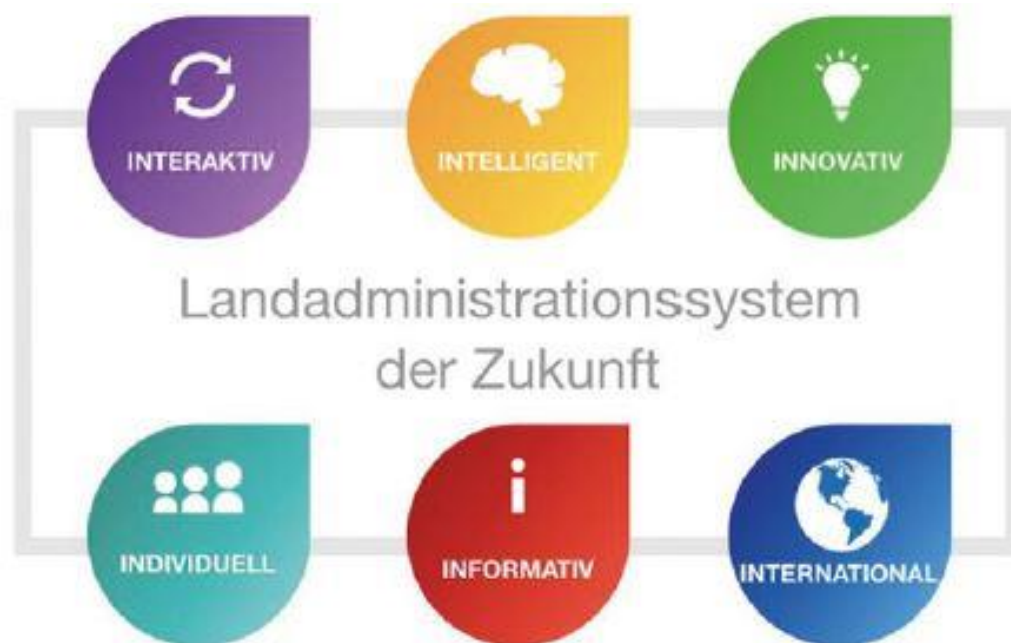 INTERAKTIV
INTELLIGENT
INNOVATIV
Landadministrationssystem
der Zukunft
INDIVIDUELL
INFORMATIV
INTERNATIONAL